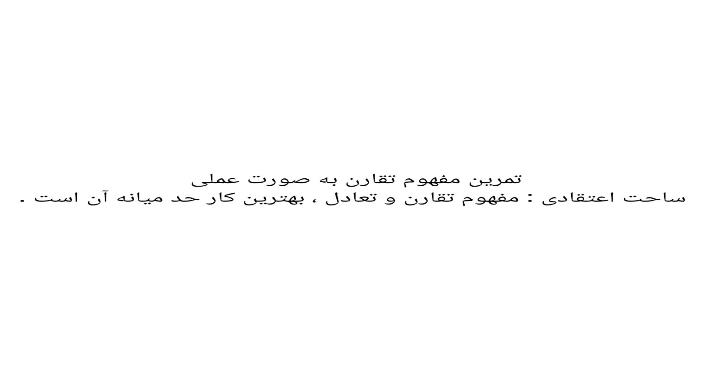 تمرین مفهوم تقارن به صورت عملی
ساحت اعتقادی : مفهوم تقارن و تعادل ، بهترین کار حد میانه آن است .